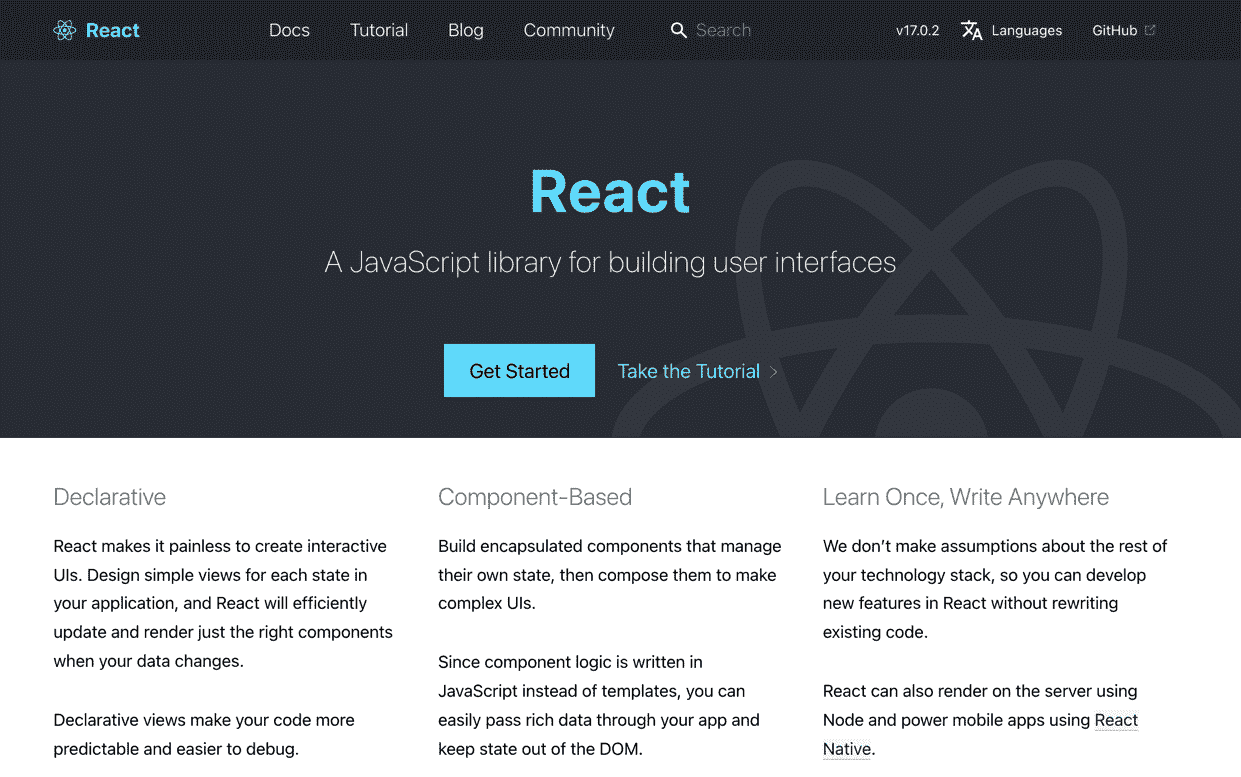 React
Docs
Tutorial
Blog
Community
Search
v17.0.2
Languages
GitHub
React
A JavaScript library for building user interfaces
Get Started
Take the Tutorial
Declarative
React makes it painless to create interactive
UIs. Design simple views for each state in
your application, and React will efficiently
update and render just the right components
when your data changes.
Declarative views make your code more
predictable and easier to debug.
Component-Based
Build encapsulated components that manage
their own state, then compose them to make
complex UIs.
Since component logic is written in
JavaScript instead of templates, you can
easily pass rich data through your app and
keep state out of the DOM.
Learn Once, Write Anywhere
We don’t make assumptions about the rest of
your technology stack, so you can develop
new features in React without rewriting
existing code.
React can also render on the server using
Node and power mobile apps using React
Native.